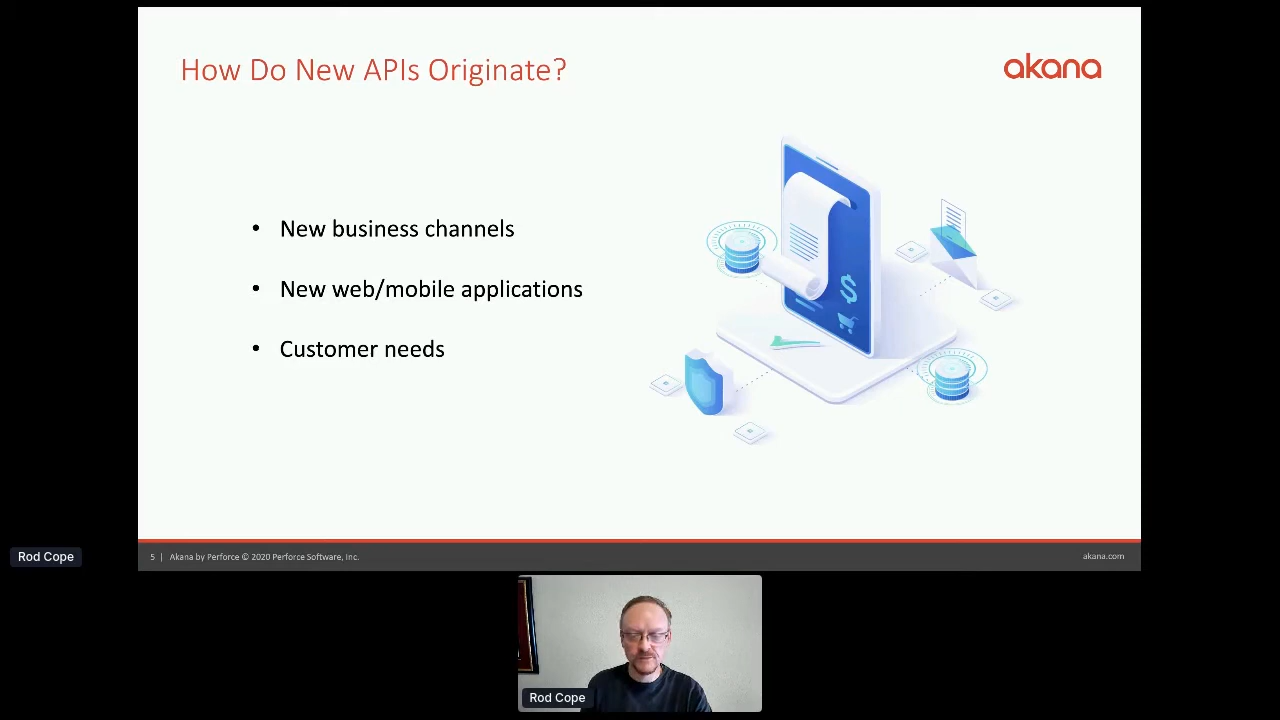 How Do New APIs Originate?
akana
• New business channels
• New web/mobile applications
• Customer needs
$
5 | Akana by Perforce © 2020 Perforce Software, Inc.
akana.com
Rod Cope
Rod Cope